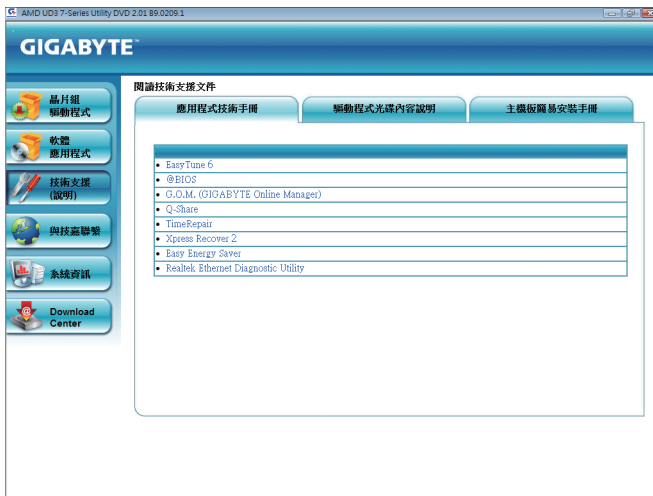 AMD UD3 7-Series Utility DVD 2.01 B9.0209.1
GIGABYTE™
閱讀技術支援文件
晶片組
驅動程式
軟體
應用程式
技術支援
(說明)
與技嘉聯繫
系統資訊
Download
Center
應用程式技術手冊
驅動程式光碟內容說明
主機板簡易安裝手冊
• EasyTune 6
• @BIOS
• G.O.M. (GIGABYTE Online Manager)
• Q-Share
• TimeRepair
• Xpress Recover 2
• Easy Energy Saver
• Realtek Ethernet Diagnostic Utility